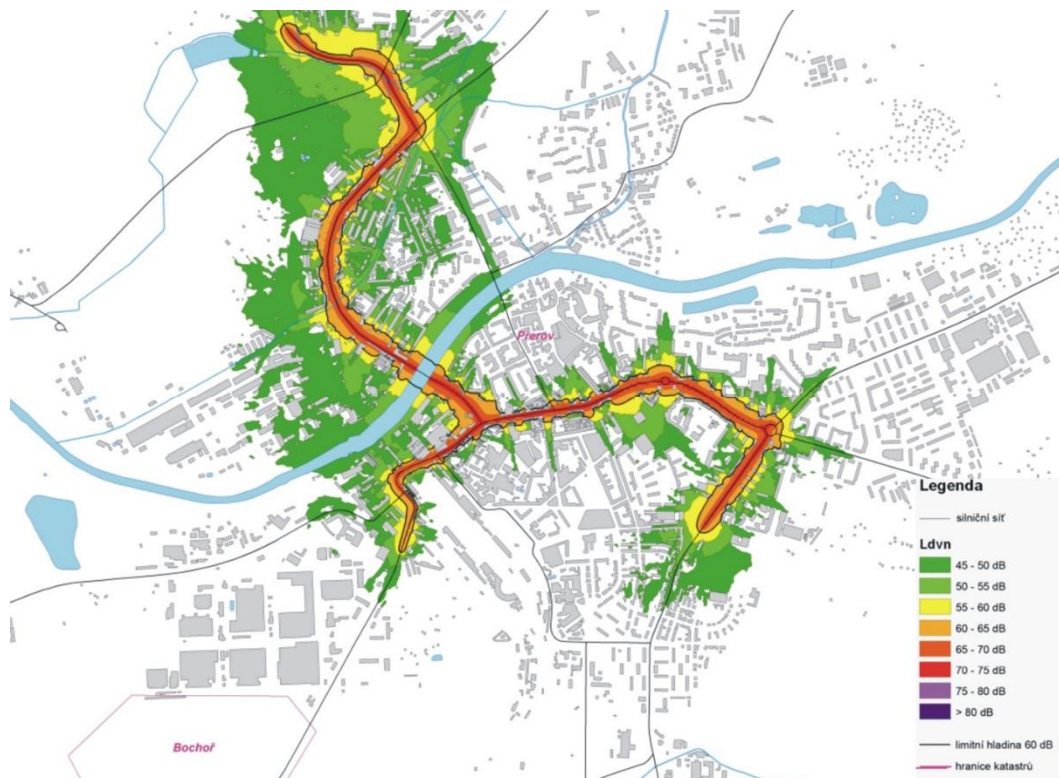 Přerov
Bochoř
Legenda
silniční síť
Ldvn
45 - 50 dB
50 - 55 dB
55 - 60 dB
60 - 65 dB
65 - 70 dB
70 - 75 dB
75 - 80 dB
> 80 dB
limitní hladina 60 dB
hranice katastrů